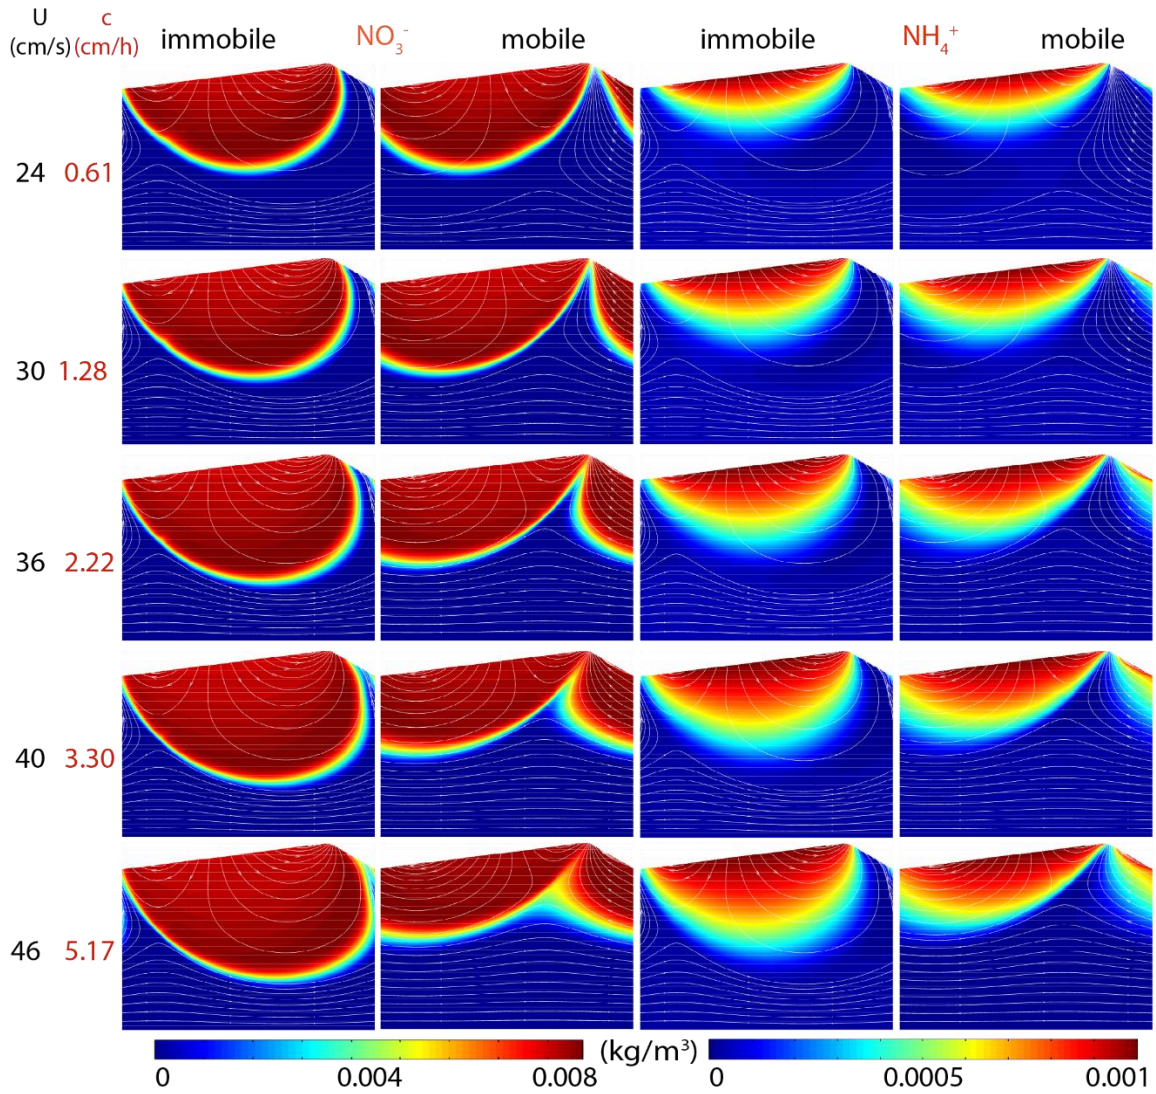 U c
(cm/s) (cm/h) immobile NO₃⁻ mobile immobile NH₄⁺ mobile
24 0.61
30 1.28
36 2.22
40 3.30
46 5.17
(kg/m³)
0 0.004 0.008 0 0.0005 0.001